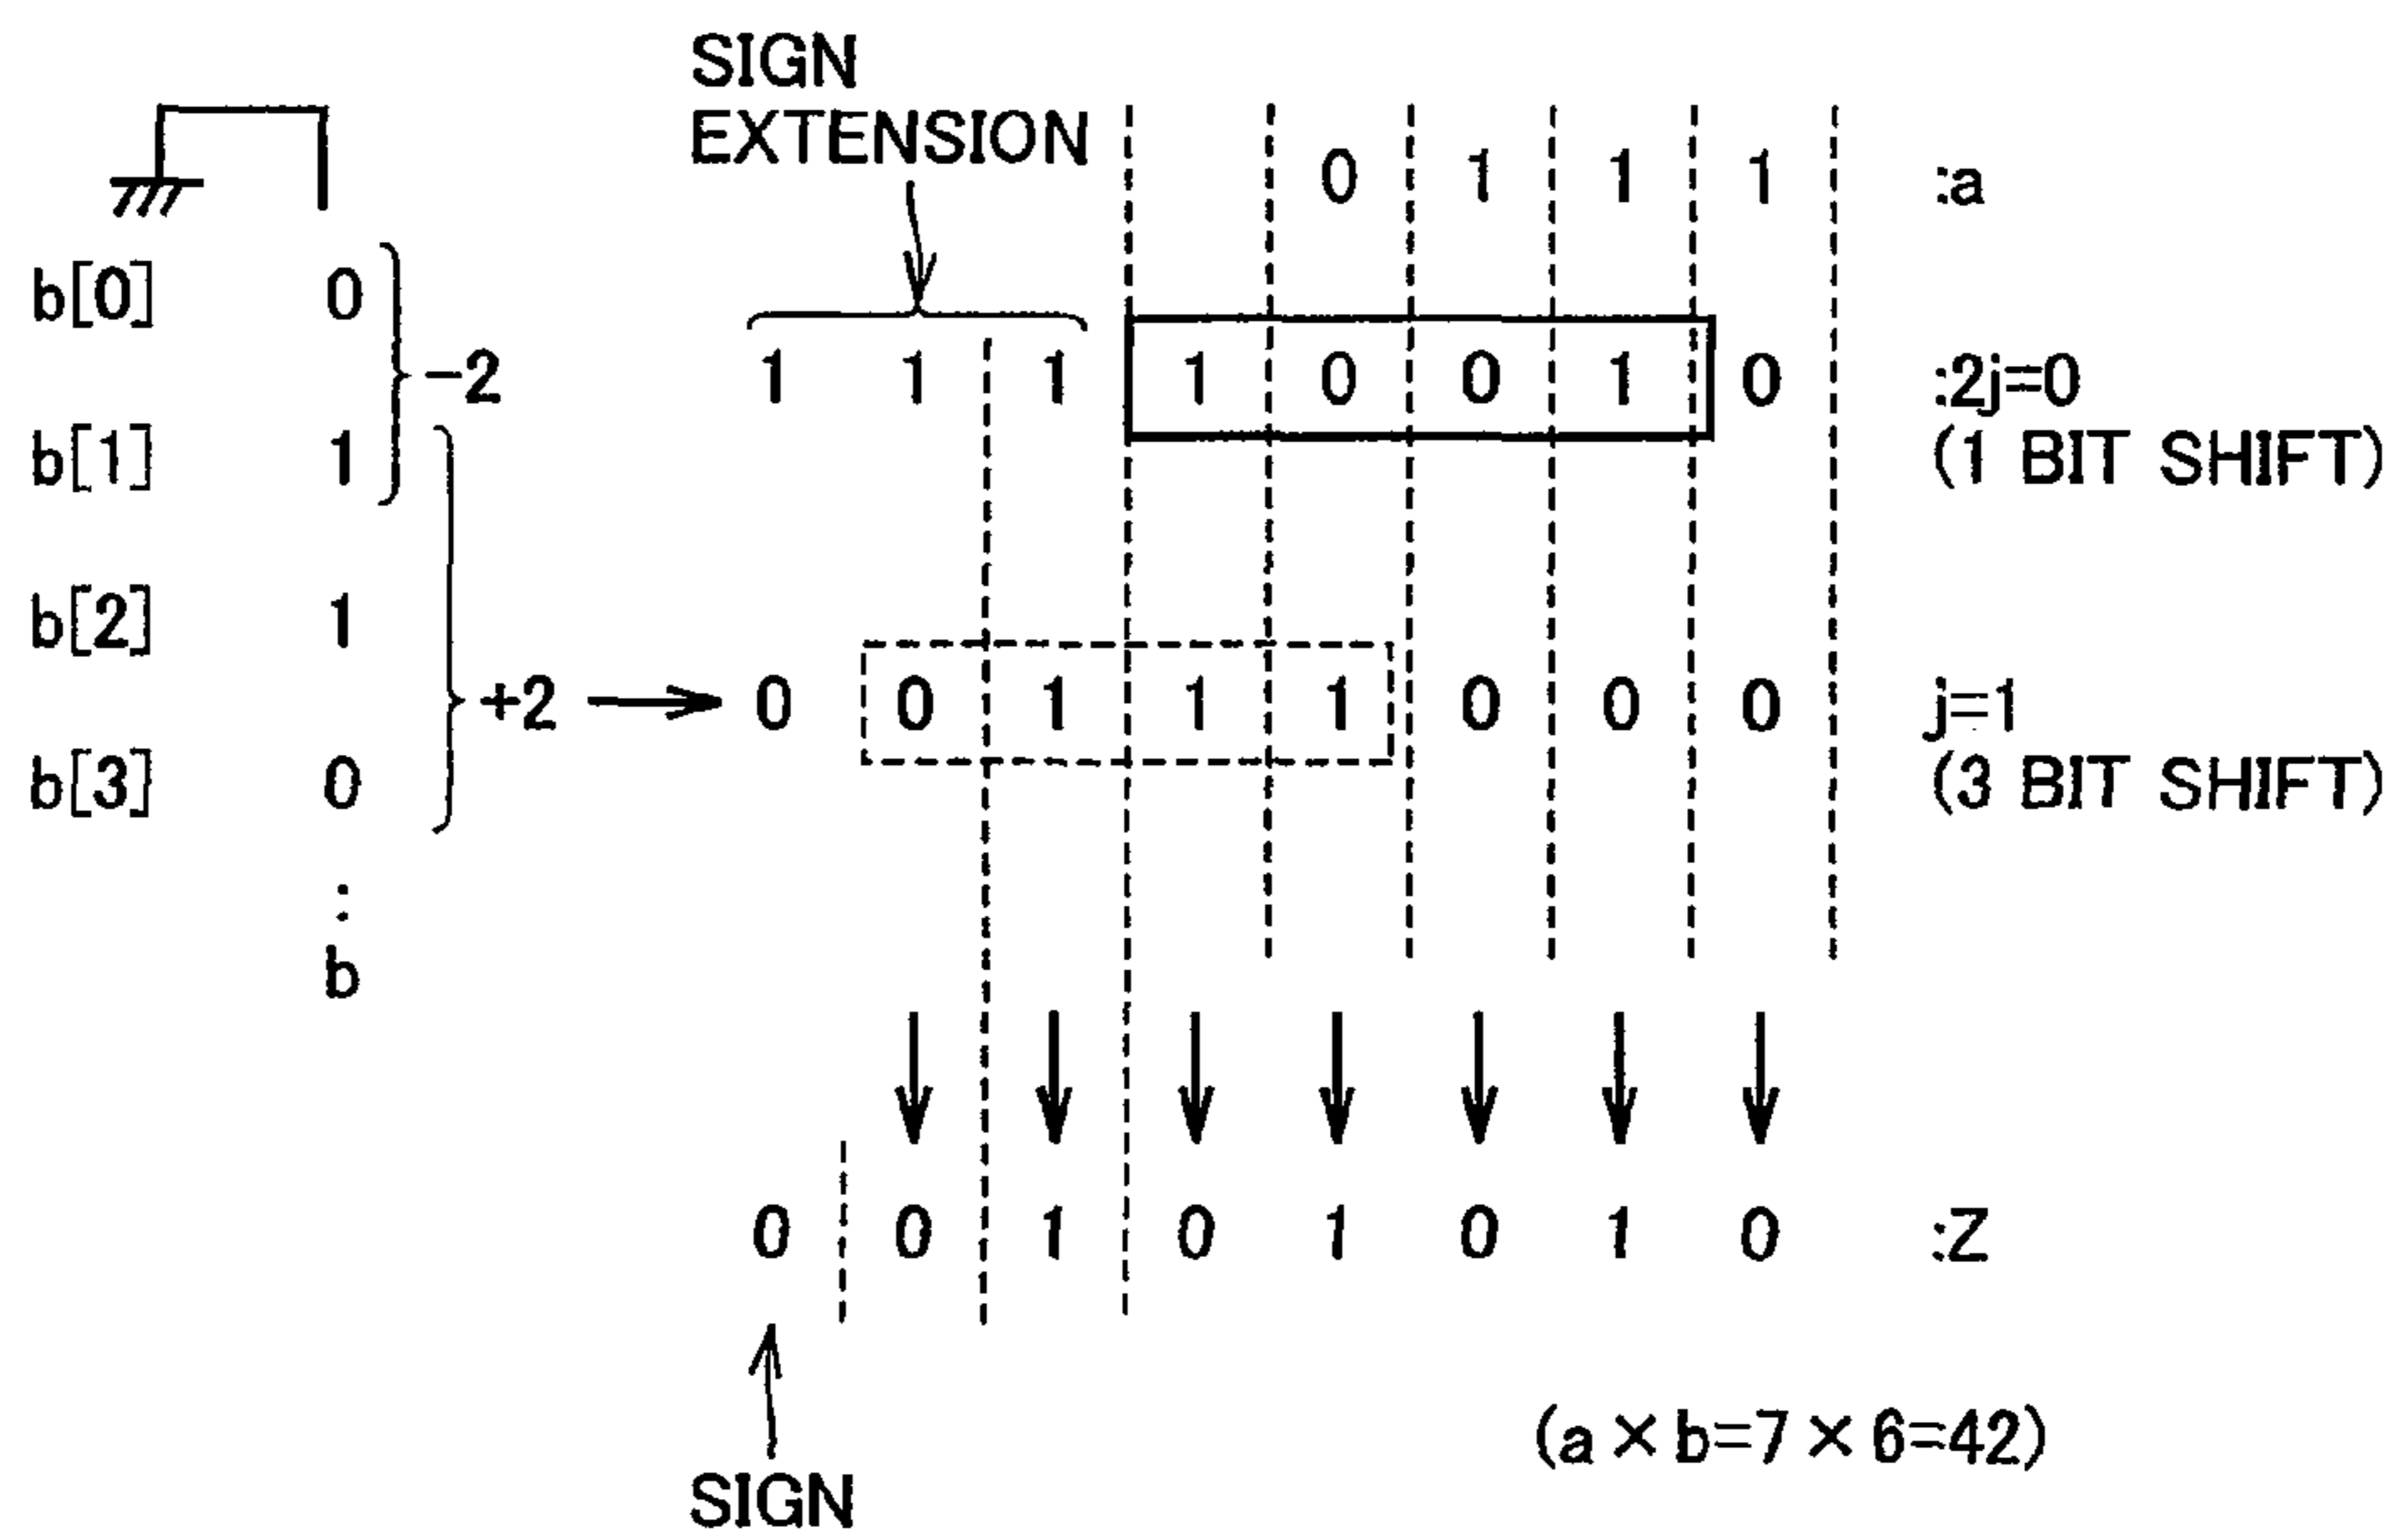 SIGN
EXTENSION
0 1 1 1 :a
b[0] 0
-2 1 1 1 1 0 0 1 0 :2j=0
b[1] 1 (1 BIT SHIFT)
b[2] 1
+2 0 0 1 1 1 0 0 0 j=1
b[3] 0 (3 BIT SHIFT)
:
b
0 0 1 0 1 0 1 0 :Z
(a×b=7×6=42)
SIGN